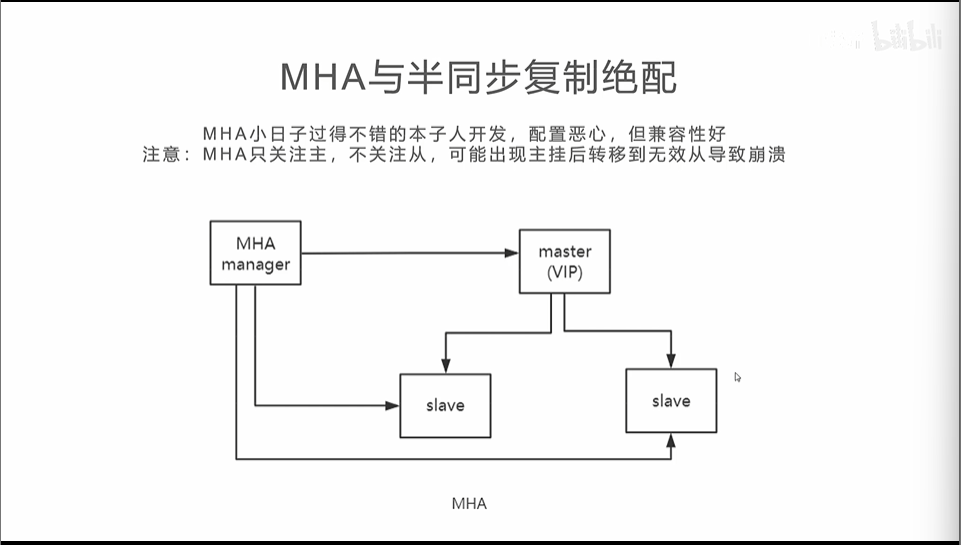 bilibili
MHA与半同步复制绝配
MHA小日子过得不错的本子人开发，配置恶心，但兼容性好
注意：MHA只关注主，不关注从，可能出现主挂后转移到无效从导致崩溃
MHA
manager
master
(VIP)
slave
slave
MHA